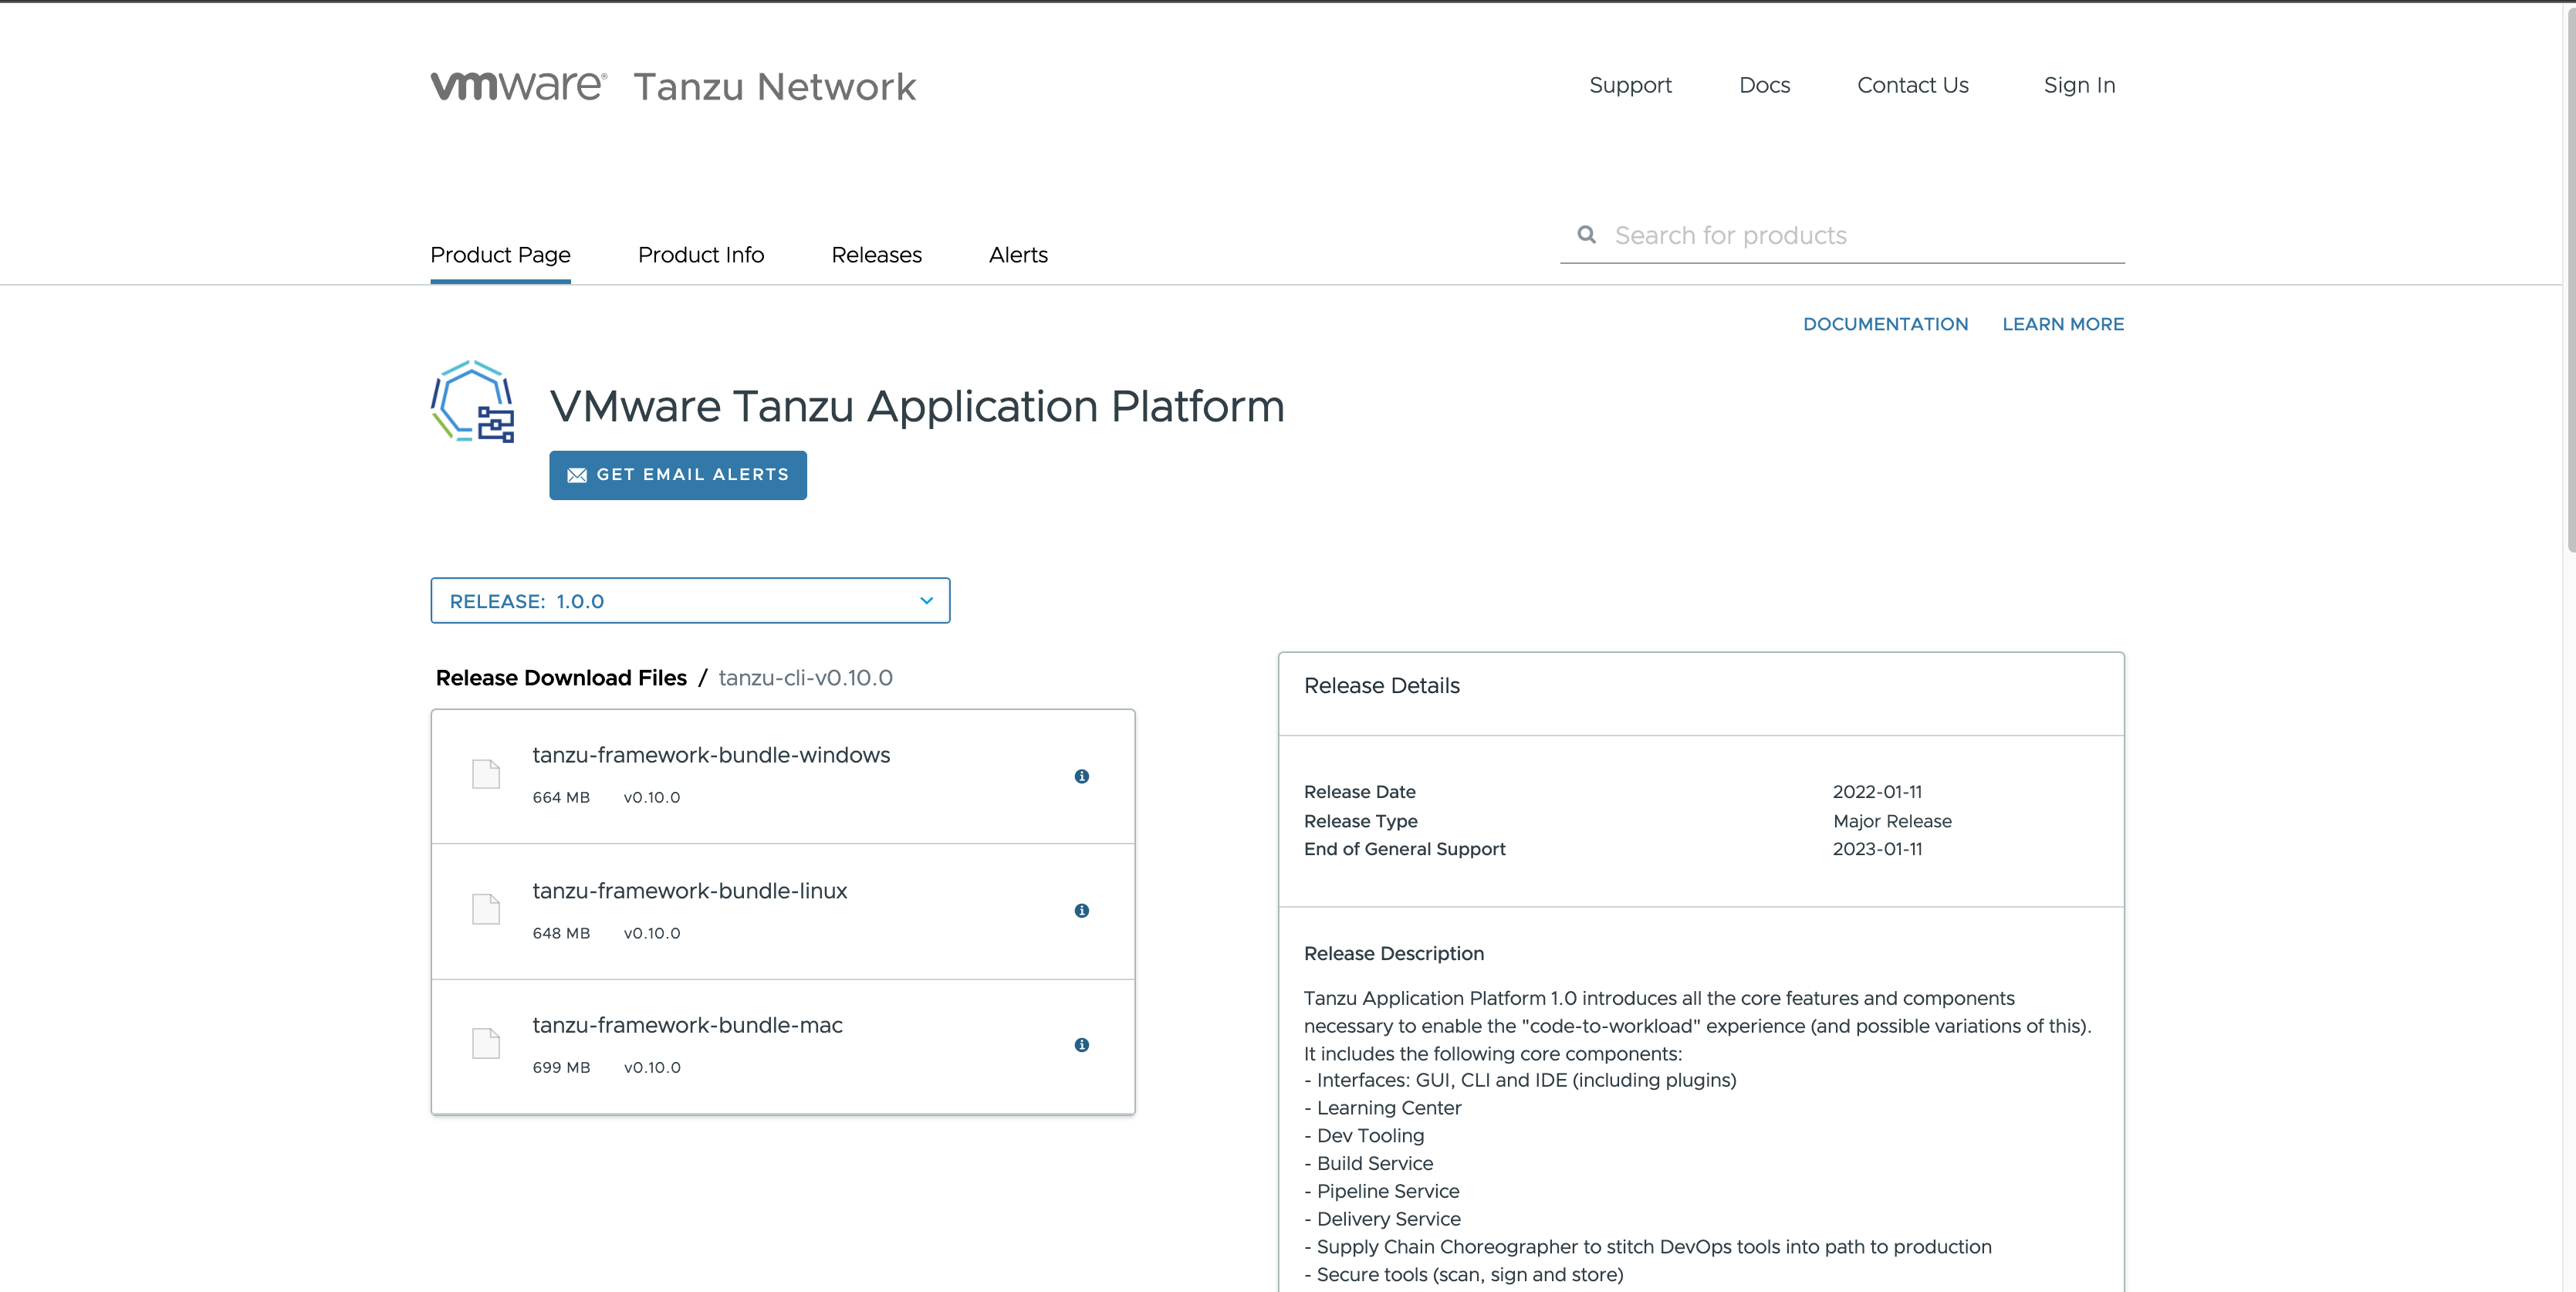 vmware® Tanzu Network
Support Docs Contact Us Sign In
Product Page Product Info Releases Alerts
Search for products
DOCUMENTATION LEARN MORE
VMware Tanzu Application Platform
GET EMAIL ALERTS
RELEASE: 1.0.0
Release Download Files / tanzu-cli-v0.10.0
tanzu-framework-bundle-windows
664 MB v0.10.0
tanzu-framework-bundle-linux
648 MB v0.10.0
tanzu-framework-bundle-mac
699 MB v0.10.0
Release Details
Release Date 2022-01-11
Release Type Major Release
End of General Support 2023-01-11
Release Description
Tanzu Application Platform 1.0 introduces all the core features and components
necessary to enable the "code-to-workload" experience (and possible variations of this).
It includes the following core components:
- Interfaces: GUI, CLI and IDE (including plugins)
- Learning Center
- Dev Tooling
- Build Service
- Pipeline Service
- Delivery Service
- Supply Chain Choreographer to stitch DevOps tools into path to production
- Secure tools (scan, sign and store)